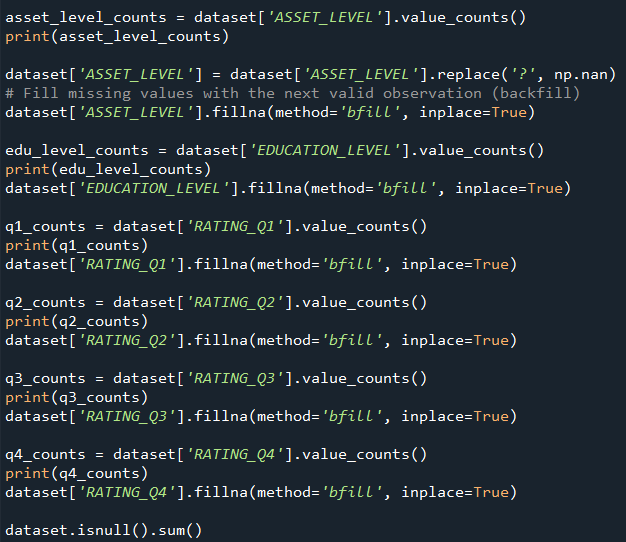 asset_level_counts = dataset['ASSET_LEVEL'].value_counts()
print(asset_level_counts)
dataset['ASSET_LEVEL'] = dataset['ASSET_LEVEL'].replace('?', np.nan)
# Fill missing values with the next valid observation (backfill)
dataset['ASSET_LEVEL'].fillna(method='bfill', inplace=True)
edu_level_counts = dataset['EDUCATION_LEVEL'].value_counts()
print(edu_level_counts)
dataset['EDUCATION_LEVEL'].fillna(method='bfill', inplace=True)
q1_counts = dataset['RATING_Q1'].value_counts()
print(q1_counts)
dataset['RATING_Q1'].fillna(method='bfill', inplace=True)
q2_counts = dataset['RATING_Q2'].value_counts()
print(q2_counts)
dataset['RATING_Q2'].fillna(method='bfill', inplace=True)
q3_counts = dataset['RATING_Q3'].value_counts()
print(q3_counts)
dataset['RATING_Q3'].fillna(method='bfill', inplace=True)
q4_counts = dataset['RATING_Q4'].value_counts()
print(q4_counts)
dataset['RATING_Q4'].fillna(method='bfill', inplace=True)
dataset.isnull().sum()